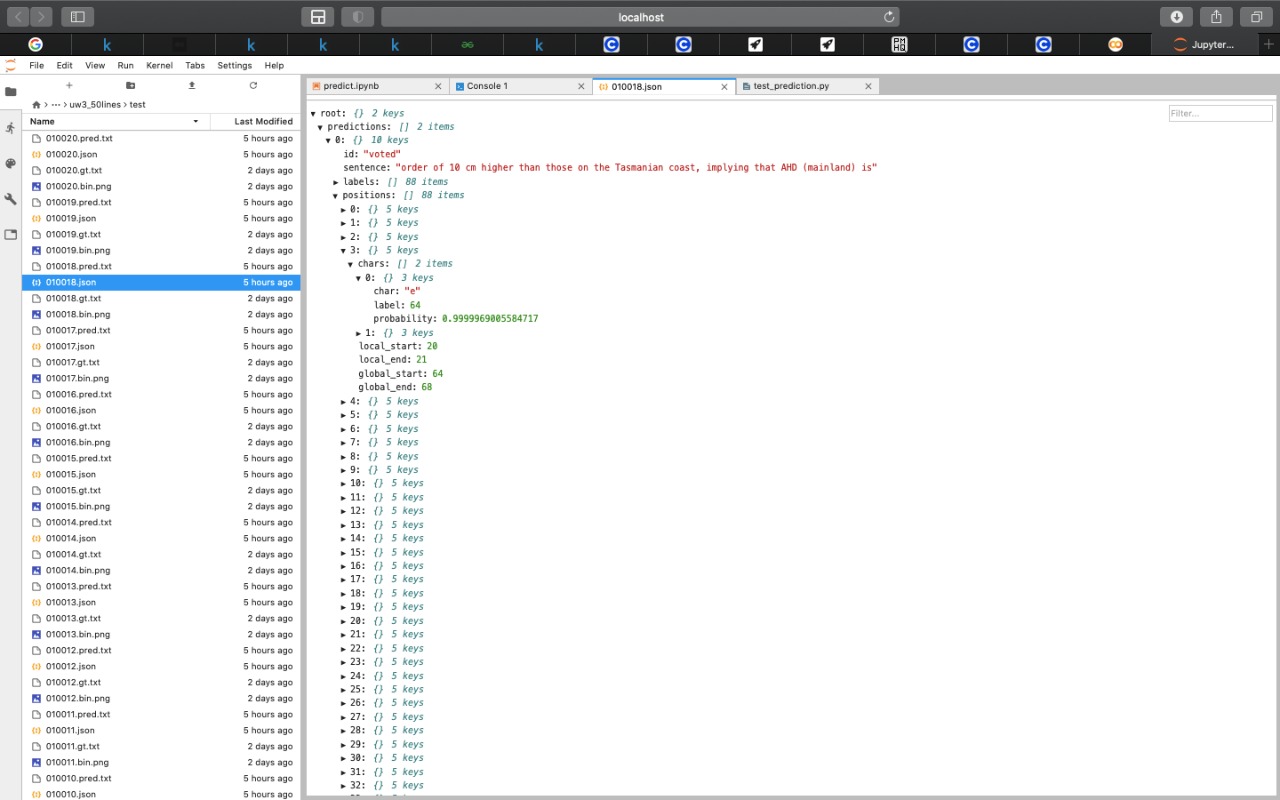 localhost
Jupyter...
File Edit View Run Kernel Tabs Settings Help
predict.ipynb
Console 1
010018.json
test_prediction.py
uw3_50lines › test
Name Last Modified
010020.pred.txt 5 hours ago
010020.json 5 hours ago
010020.gt.txt 2 days ago
010020.bin.png 2 days ago
010019.pred.txt 5 hours ago
010019.json 5 hours ago
010019.gt.txt 2 days ago
010019.bin.png 2 days ago
010018.pred.txt 5 hours ago
010018.json 5 hours ago
010018.gt.txt 2 days ago
010018.bin.png 2 days ago
010017.pred.txt 5 hours ago
010017.json 5 hours ago
010017.gt.txt 2 days ago
010017.bin.png 2 days ago
010016.pred.txt 5 hours ago
010016.json 5 hours ago
010016.gt.txt 2 days ago
010016.bin.png 2 days ago
010015.pred.txt 5 hours ago
010015.json 5 hours ago
010015.gt.txt 2 days ago
010015.bin.png 2 days ago
010014.pred.txt 5 hours ago
010014.json 5 hours ago
010014.gt.txt 2 days ago
010014.bin.png 2 days ago
010013.pred.txt 5 hours ago
010013.json 5 hours ago
010013.gt.txt 2 days ago
010013.bin.png 2 days ago
010012.pred.txt 5 hours ago
010012.json 5 hours ago
010012.gt.txt 2 days ago
010012.bin.png 2 days ago
010011.pred.txt 5 hours ago
010011.json 5 hours ago
010011.gt.txt 2 days ago
010011.bin.png 2 days ago
010010.pred.txt 5 hours ago
010010.json 5 hours ago
Filter...
root: {} 2 keys
predictions: [] 2 items
0: {} 10 keys
id: "voted"
sentence: "order of 10 cm higher than those on the Tasmanian coast, implying that AHD (mainland) is"
labels: [] 88 items
positions: [] 88 items
0: {} 5 keys
1: {} 5 keys
2: {} 5 keys
3: {} 5 keys
chars: [] 2 items
0: {} 3 keys
char: "e"
label: 64
probability: 0.9999969005584717
1: {} 3 keys
local_start: 20
local_end: 21
global_start: 64
global_end: 68
4: {} 5 keys
5: {} 5 keys
6: {} 5 keys
7: {} 5 keys
8: {} 5 keys
9: {} 5 keys
10: {} 5 keys
11: {} 5 keys
12: {} 5 keys
13: {} 5 keys
14: {} 5 keys
15: {} 5 keys
16: {} 5 keys
17: {} 5 keys
18: {} 5 keys
19: {} 5 keys
20: {} 5 keys
21: {} 5 keys
22: {} 5 keys
23: {} 5 keys
24: {} 5 keys
25: {} 5 keys
26: {} 5 keys
27: {} 5 keys
28: {} 5 keys
29: {} 5 keys
30: {} 5 keys
31: {} 5 keys
32: {} 5 keys